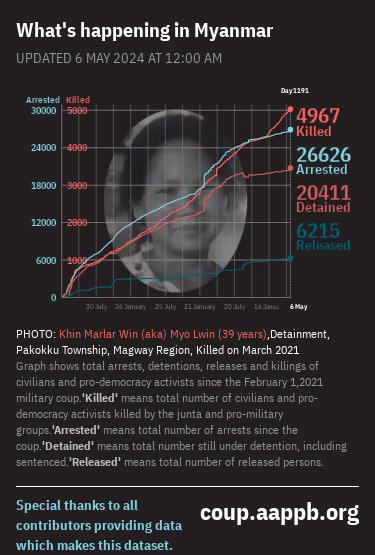 What's happening in Myanmar
UPDATED 6 MAY 2024 AT 12:00 AM
Day1191
Arrested Killed
30000 5000
24000 4000
18000 3000
12000 2000
6000 1000
0
4967
Killed
26626
Arrested
20411
Detained
6215
Released
30 July 26 January 25 July 21 January 20 July 16 Janua 6 May
PHOTO: Khin Marlar Win (aka) Myo Lwin (39 years),Detainment,
Pakokku Township, Magway Region, Killed on March 2021
Graph shows total arrests, detentions, releases and killings of
civilians and pro-democracy activists since the February 1,2021
military coup.'Killed' means total number of civilians and pro-
democracy activists killed by the junta and pro-military
groups.'Arrested' means total number of arrests since the
coup.'Detained' means total number still under detention, including
sentenced.'Released' means total number of released persons.
Special thanks to all
contributors providing data
which makes this dataset.
coup.aappb.org